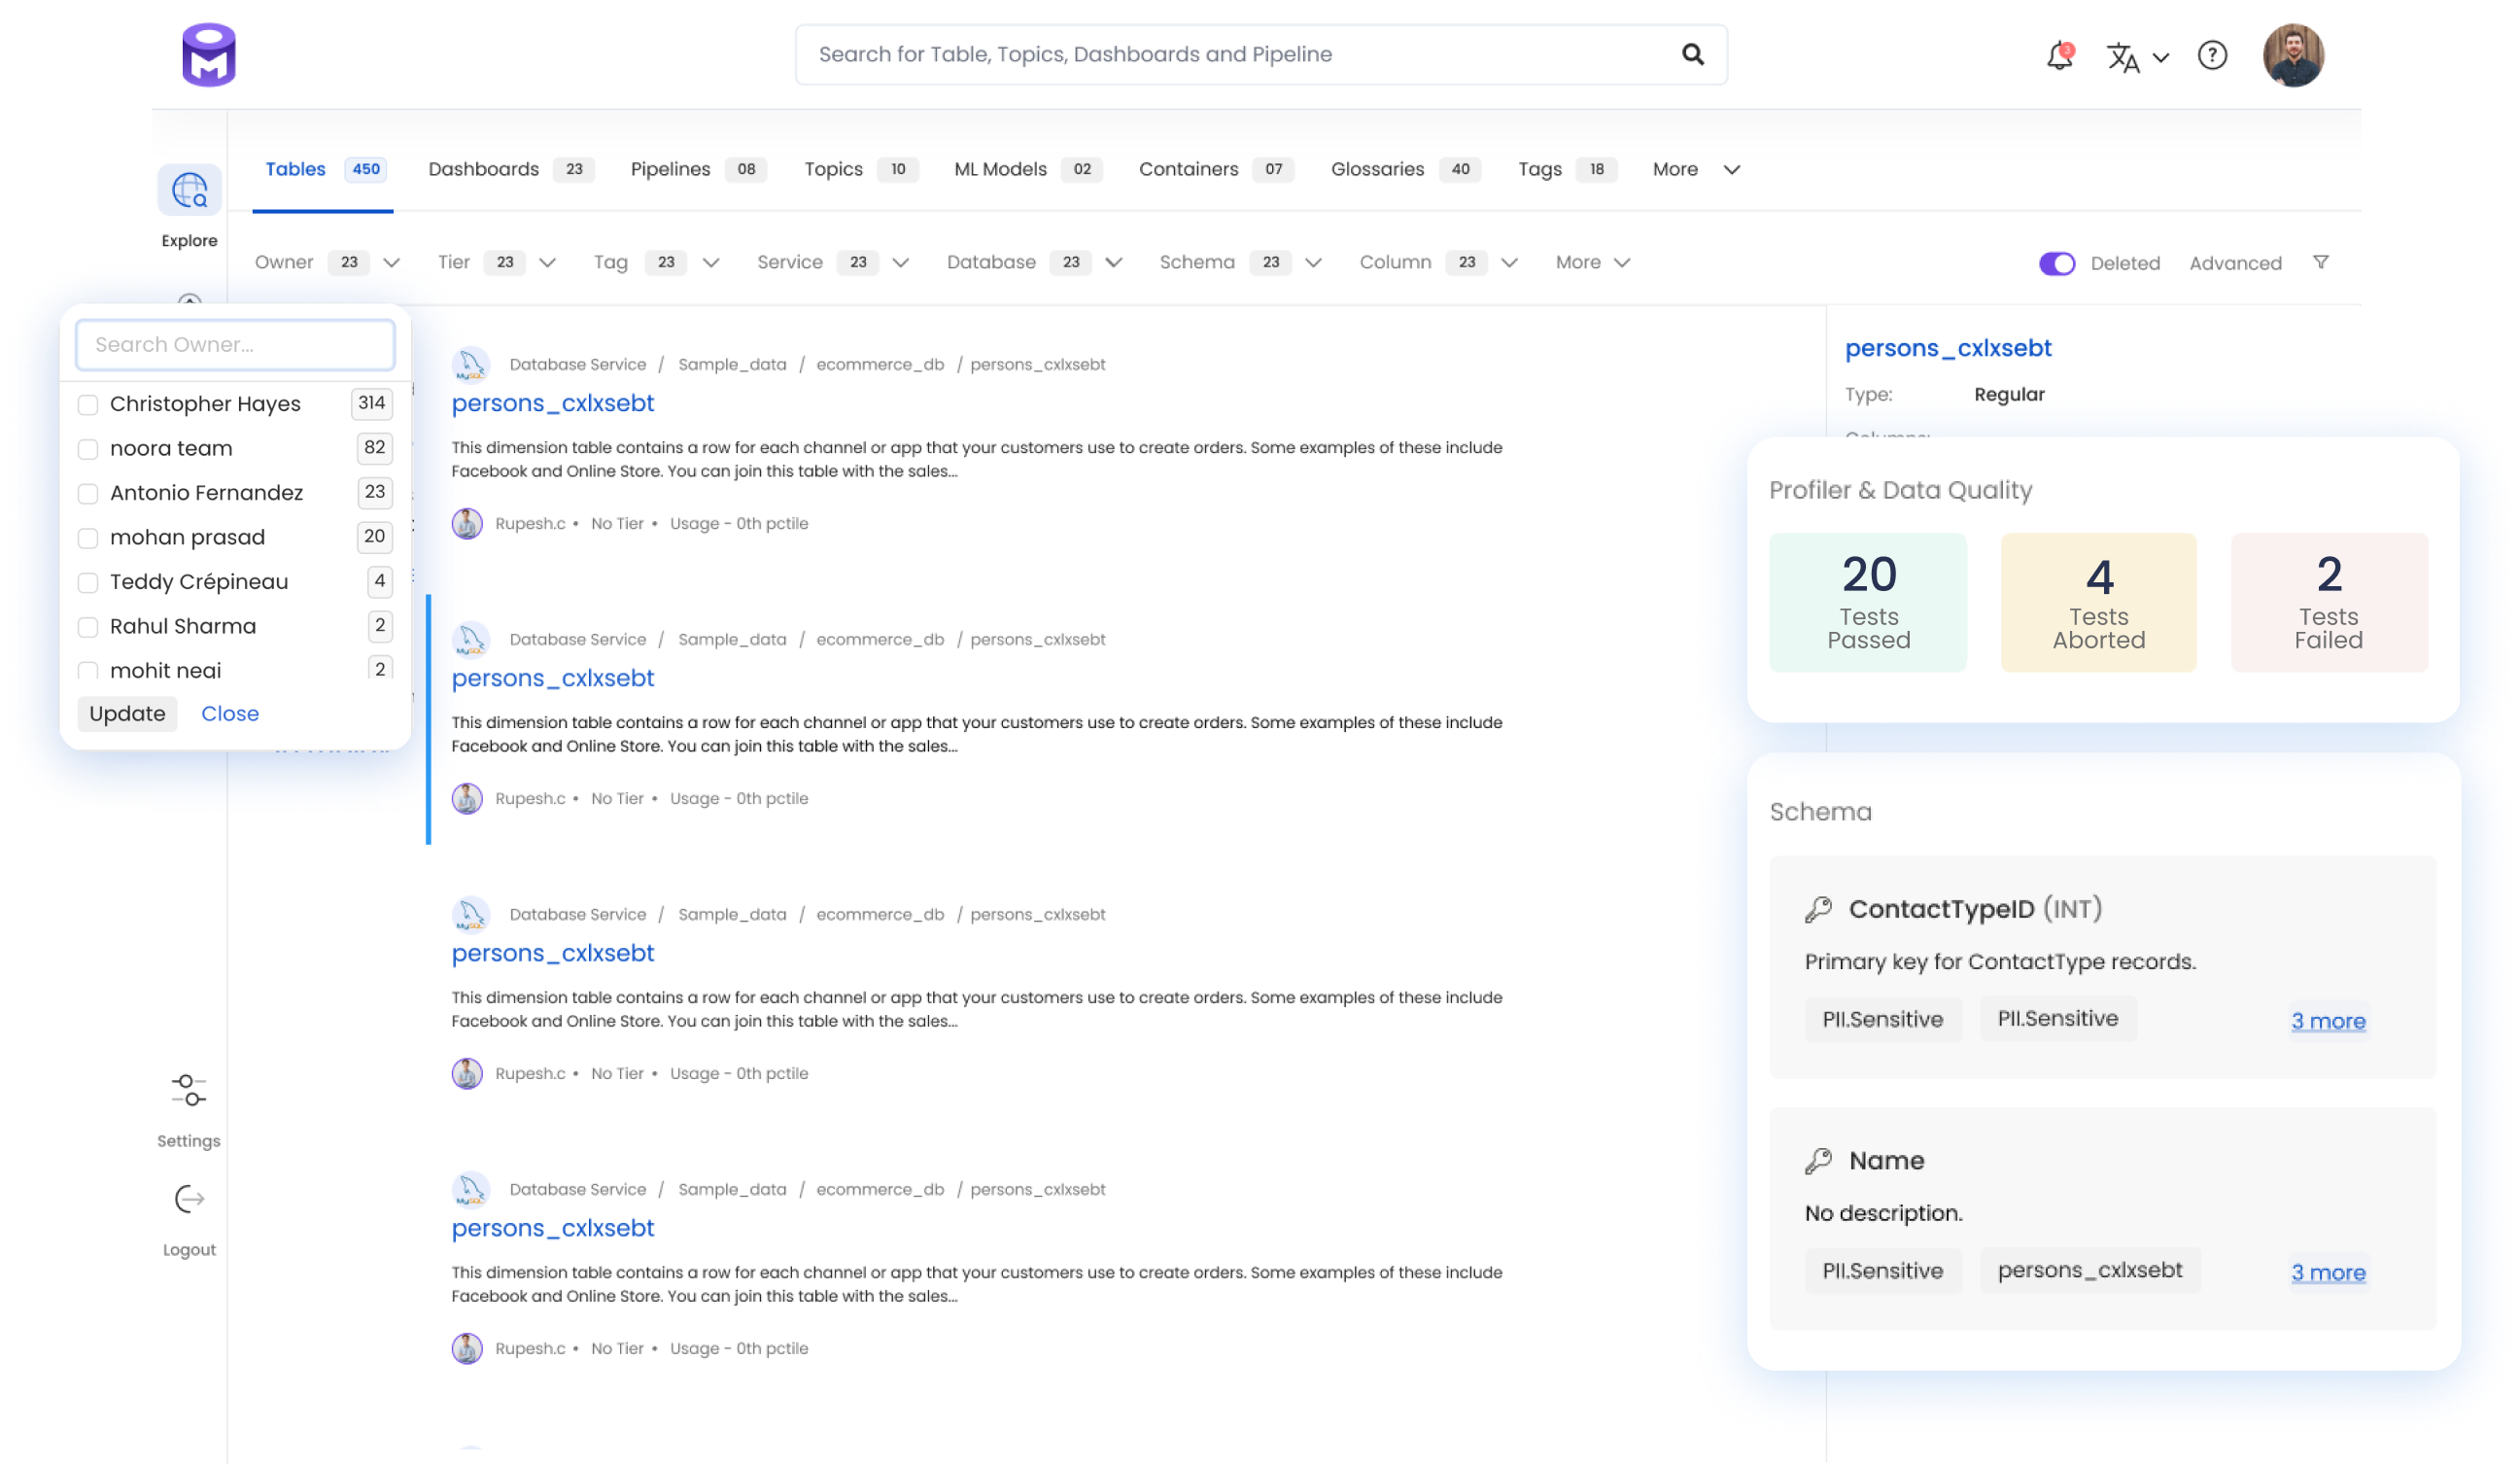 M
Search for Table, Topics, Dashboards and Pipeline
3
?
Tables 450 Dashboards 23 Pipelines 08 Topics 10 ML Models 02 Containers 07 Glossaries 40 Tags 18 More
Explore
Owner 23 Tier 23 Tag 23 Service 23 Database 23 Schema 23 Column 23 More Deleted Advanced
Search Owner...
Christopher Hayes 314
noora team 82
Antonio Fernandez 23
mohan prasad 20
Teddy Crépineau 4
Rahul Sharma 2
mohit negi 2
Update Close
Settings
Logout
MySQL
Database Service / Sample_data / ecommerce_db / persons_cxlxsebt
persons_cxlxsebt
This dimension table contains a row for each channel or app that your customers use to create orders. Some examples of these include
Facebook and Online Store. You can join this table with the sales...
Rupesh.c • No Tier • Usage - 0th pctile
MySQL
Database Service / Sample_data / ecommerce_db / persons_cxlxsebt
persons_cxlxsebt
This dimension table contains a row for each channel or app that your customers use to create orders. Some examples of these include
Facebook and Online Store. You can join this table with the sales...
Rupesh.c • No Tier • Usage - 0th pctile
MySQL
Database Service / Sample_data / ecommerce_db / persons_cxlxsebt
persons_cxlxsebt
This dimension table contains a row for each channel or app that your customers use to create orders. Some examples of these include
Facebook and Online Store. You can join this table with the sales...
Rupesh.c • No Tier • Usage - 0th pctile
MySQL
Database Service / Sample_data / ecommerce_db / persons_cxlxsebt
persons_cxlxsebt
This dimension table contains a row for each channel or app that your customers use to create orders. Some examples of these include
Facebook and Online Store. You can join this table with the sales...
Rupesh.c • No Tier • Usage - 0th pctile
persons_cxlxsebt
Type: Regular
Profiler & Data Quality
20
Tests
Passed
4
Tests
Aborted
2
Tests
Failed
Schema
ContactTypeID (INT)
Primary key for ContactType records.
PII.Sensitive PII.Sensitive 3 more
Name
No description.
PII.Sensitive persons_cxlxsebt 3 more